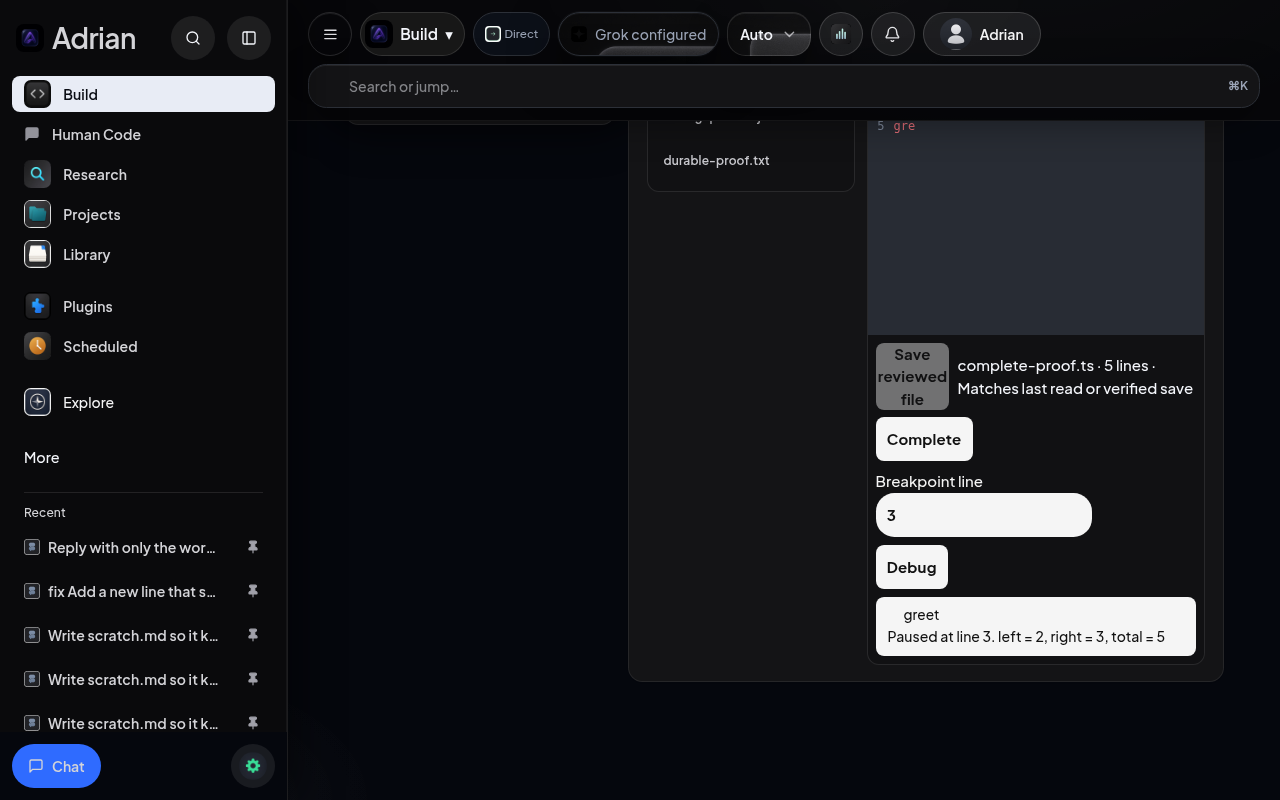 Adrian
Build
Human Code
Research
Projects
Library
Plugins
Scheduled
Explore
More
Recent
Reply with only the wor…
fix Add a new line that s…
Write scratch.md so it k…
Write scratch.md so it k…
Write scratch.md so it k…
Chat
Build ▾
Direct
Grok configured
Auto
Adrian
Search or jump…
⌘K
durable-proof.txt
5 gre
Save
reviewed
file
complete-proof.ts · 5 lines ·
Matches last read or verified save
Complete
Breakpoint line
3
Debug
greet
Paused at line 3. left = 2, right = 3, total = 5